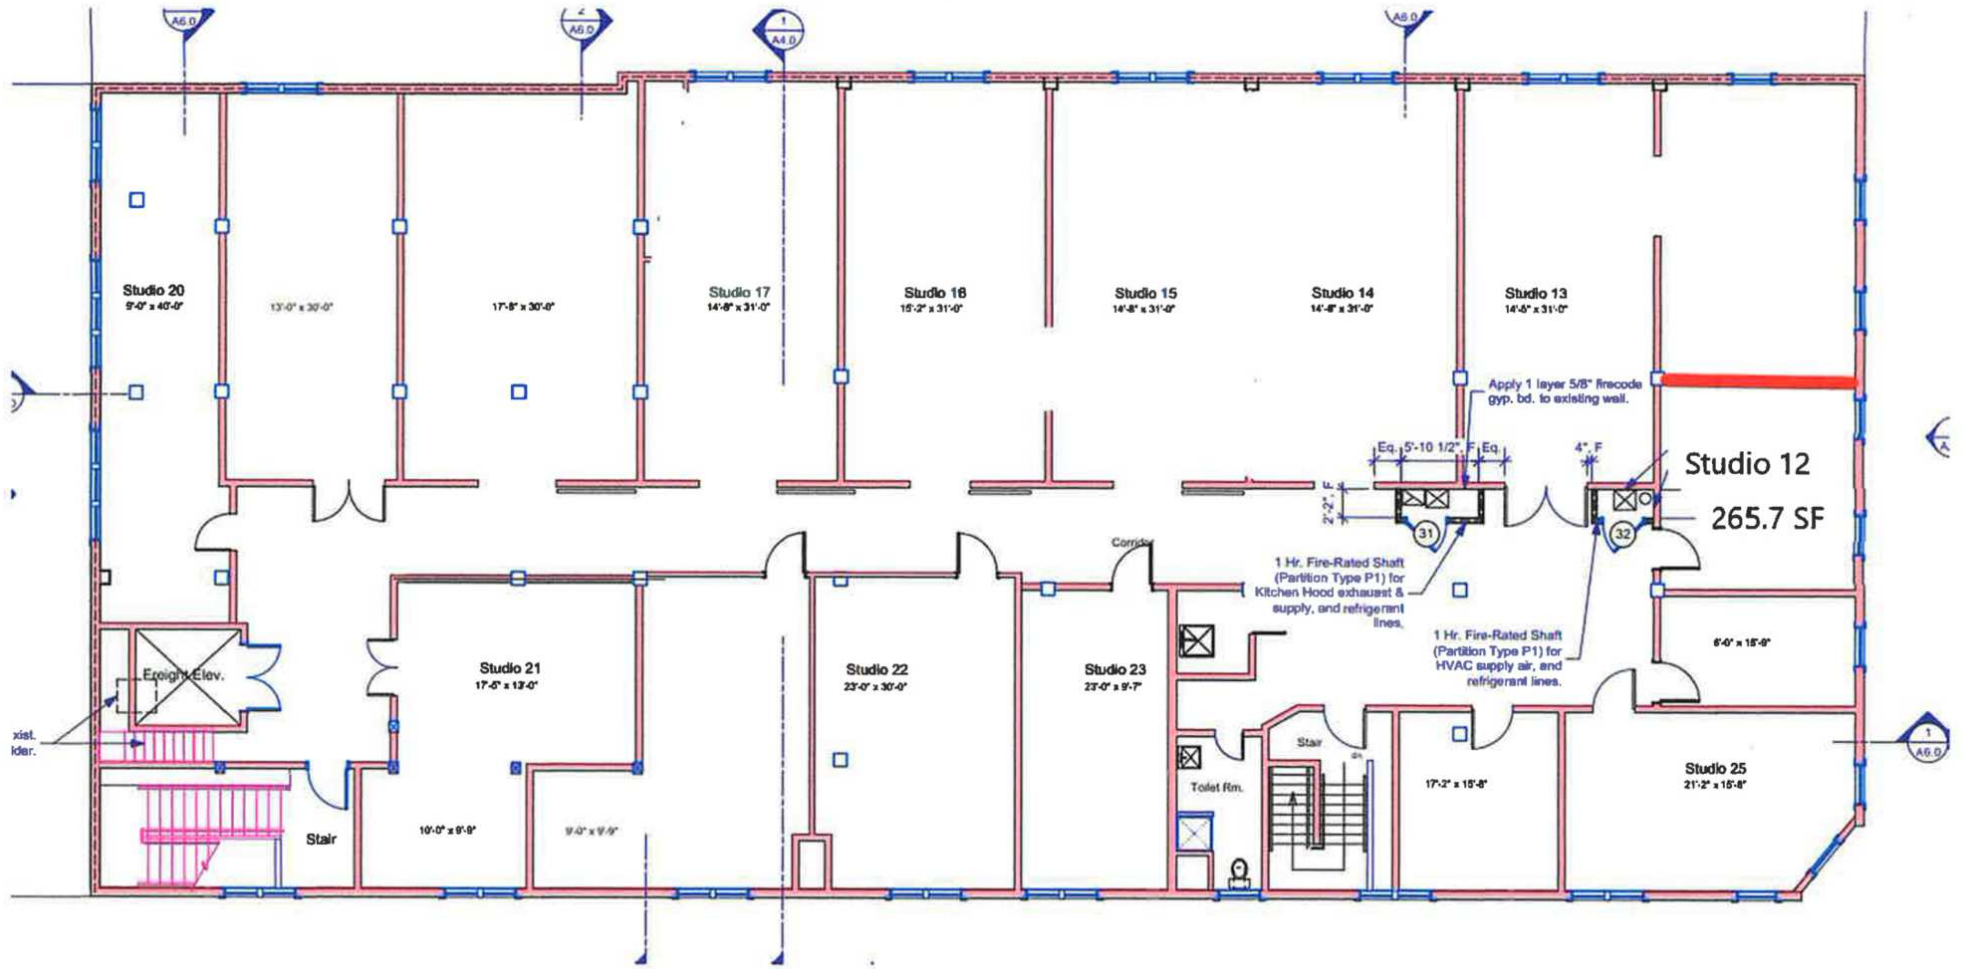 A6.0
2
A6.0
1
A4.0
A6.0
Studio 20
9'-0" x 40'-0"
13'-0" x 30'-0"
17'-8" x 30'-0"
Studio 17
14'-8" x 31'-0"
Studio 16
15'-2" x 31'-0"
Studio 15
14'-8" x 31'-0"
Studio 14
14'-8" x 31'-0"
Studio 13
14'-5" x 31'-0"
Apply 1 layer 5/8" firecode
gyp. bd. to existing wall.
Eq. 5'-10 1/2", F Eq.
4", F
2'-2", F
Studio 12
265.7 SF
31
32
Corridor
1 Hr. Fire-Rated Shaft
(Partition Type P1) for
Kitchen Hood exhaust &
supply, and refrigerant
lines.
1 Hr. Fire-Rated Shaft
(Partition Type P1) for
HVAC supply air, and
refrigerant lines.
6'-0" x 15'-9"
Freight Elev.
Studio 21
17'-5" x 13'-0"
Studio 22
23'-0" x 30'-0"
Studio 23
23'-0" x 9'-7"
xist.
lder.
Stair
dn
1
A6.0
Toilet Rm.
17'-2" x 15'-8"
Studio 25
21'-2" x 15'-8"
Stair
10'-0" x 9'-9"
9'-0" x 9'-9"